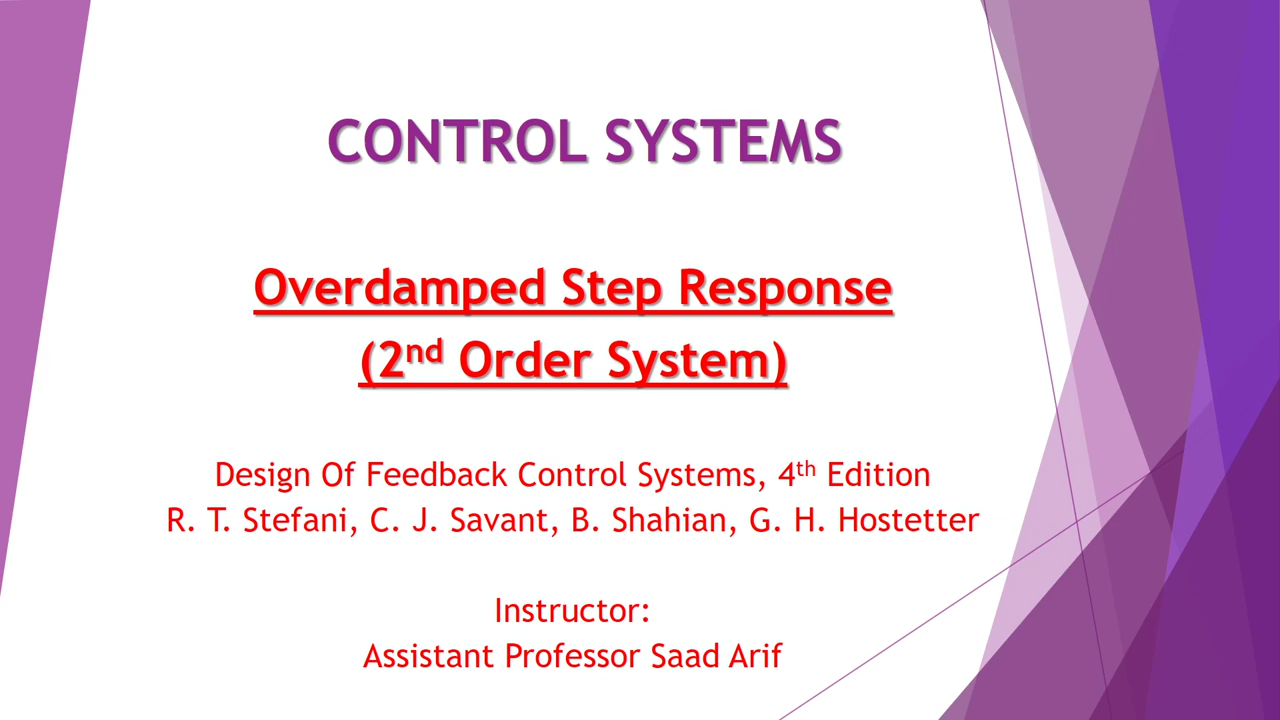 CONTROL SYSTEMS
Overdamped Step Response
(2nd Order System)
Design Of Feedback Control Systems, 4th Edition
R. T. Stefani, C. J. Savant, B. Shahian, G. H. Hostetter
Instructor:
Assistant Professor Saad Arif